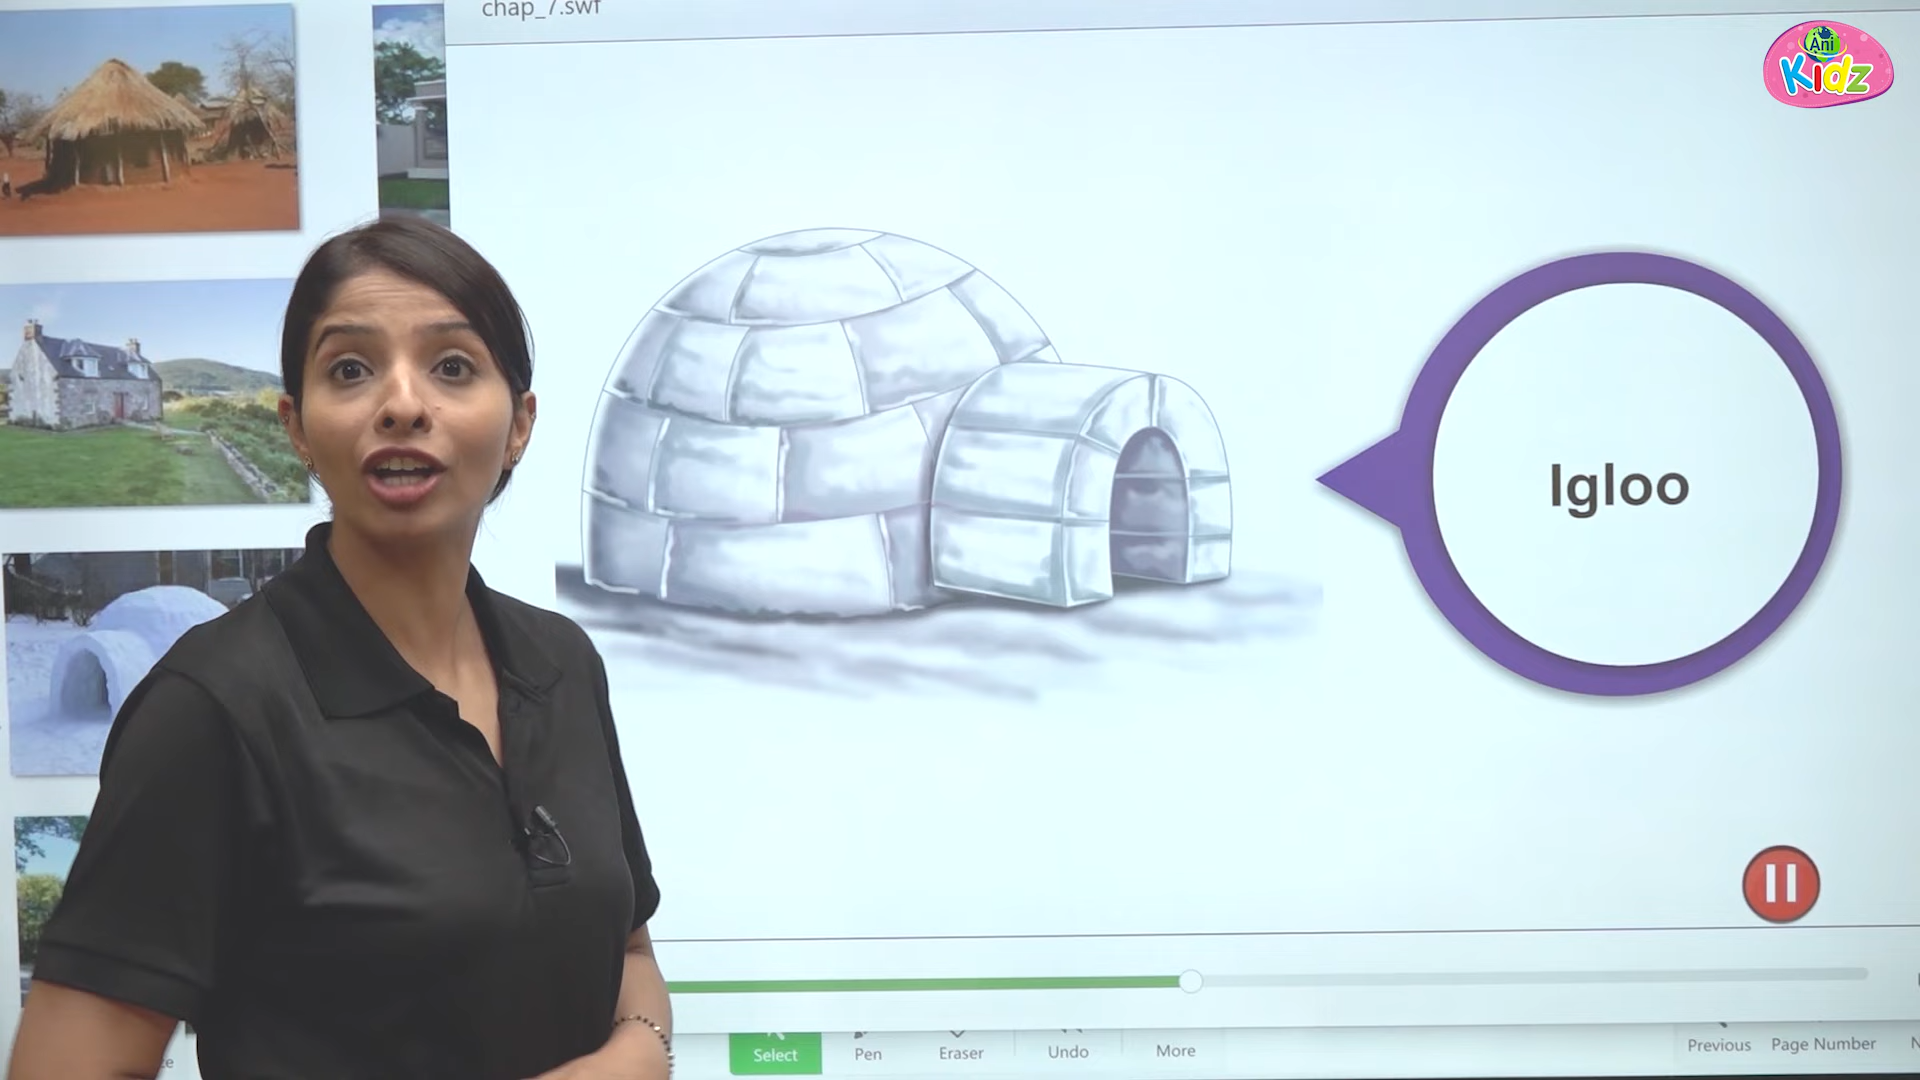 chap_7.swf
Ani
Kidz
Igloo
Select
Pen
Eraser
Undo
More
Previous
Page Number